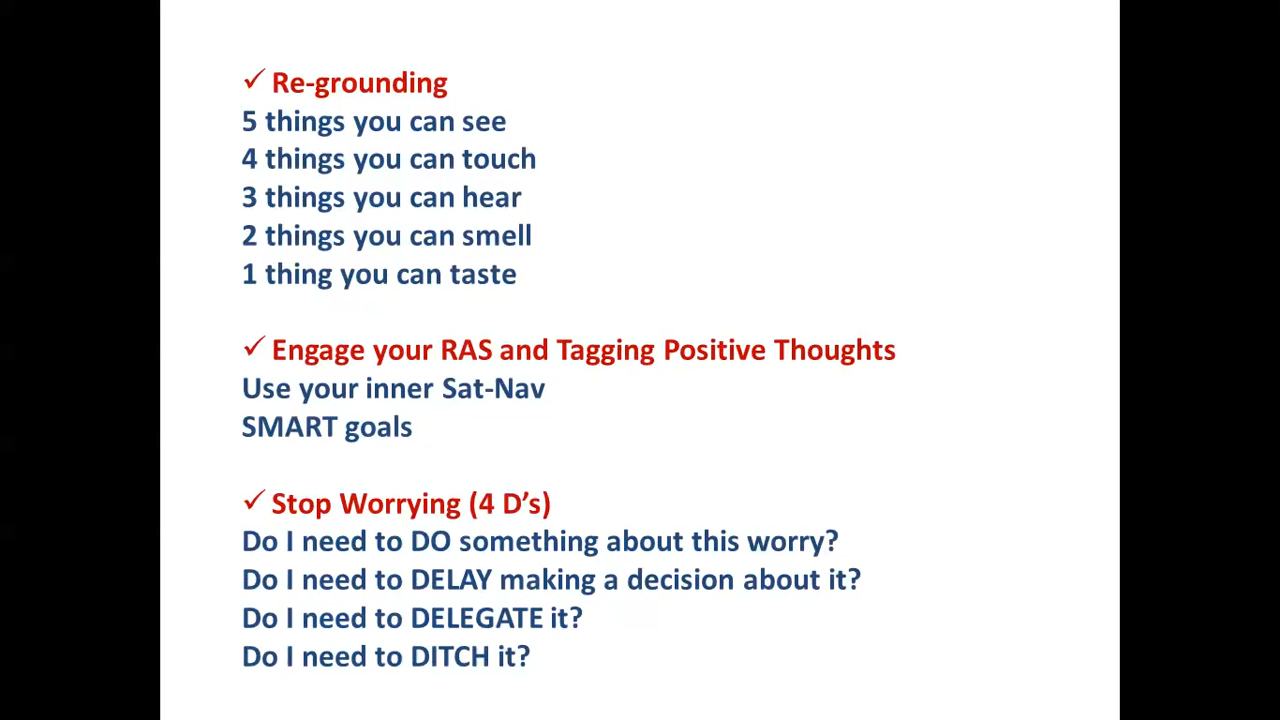 ✓ Re-grounding
5 things you can see
4 things you can touch
3 things you can hear
2 things you can smell
1 thing you can taste
✓ Engage your RAS and Tagging Positive Thoughts
Use your inner Sat-Nav
SMART goals
✓ Stop Worrying (4 D’s)
Do I need to DO something about this worry?
Do I need to DELAY making a decision about it?
Do I need to DELEGATE it?
Do I need to DITCH it?